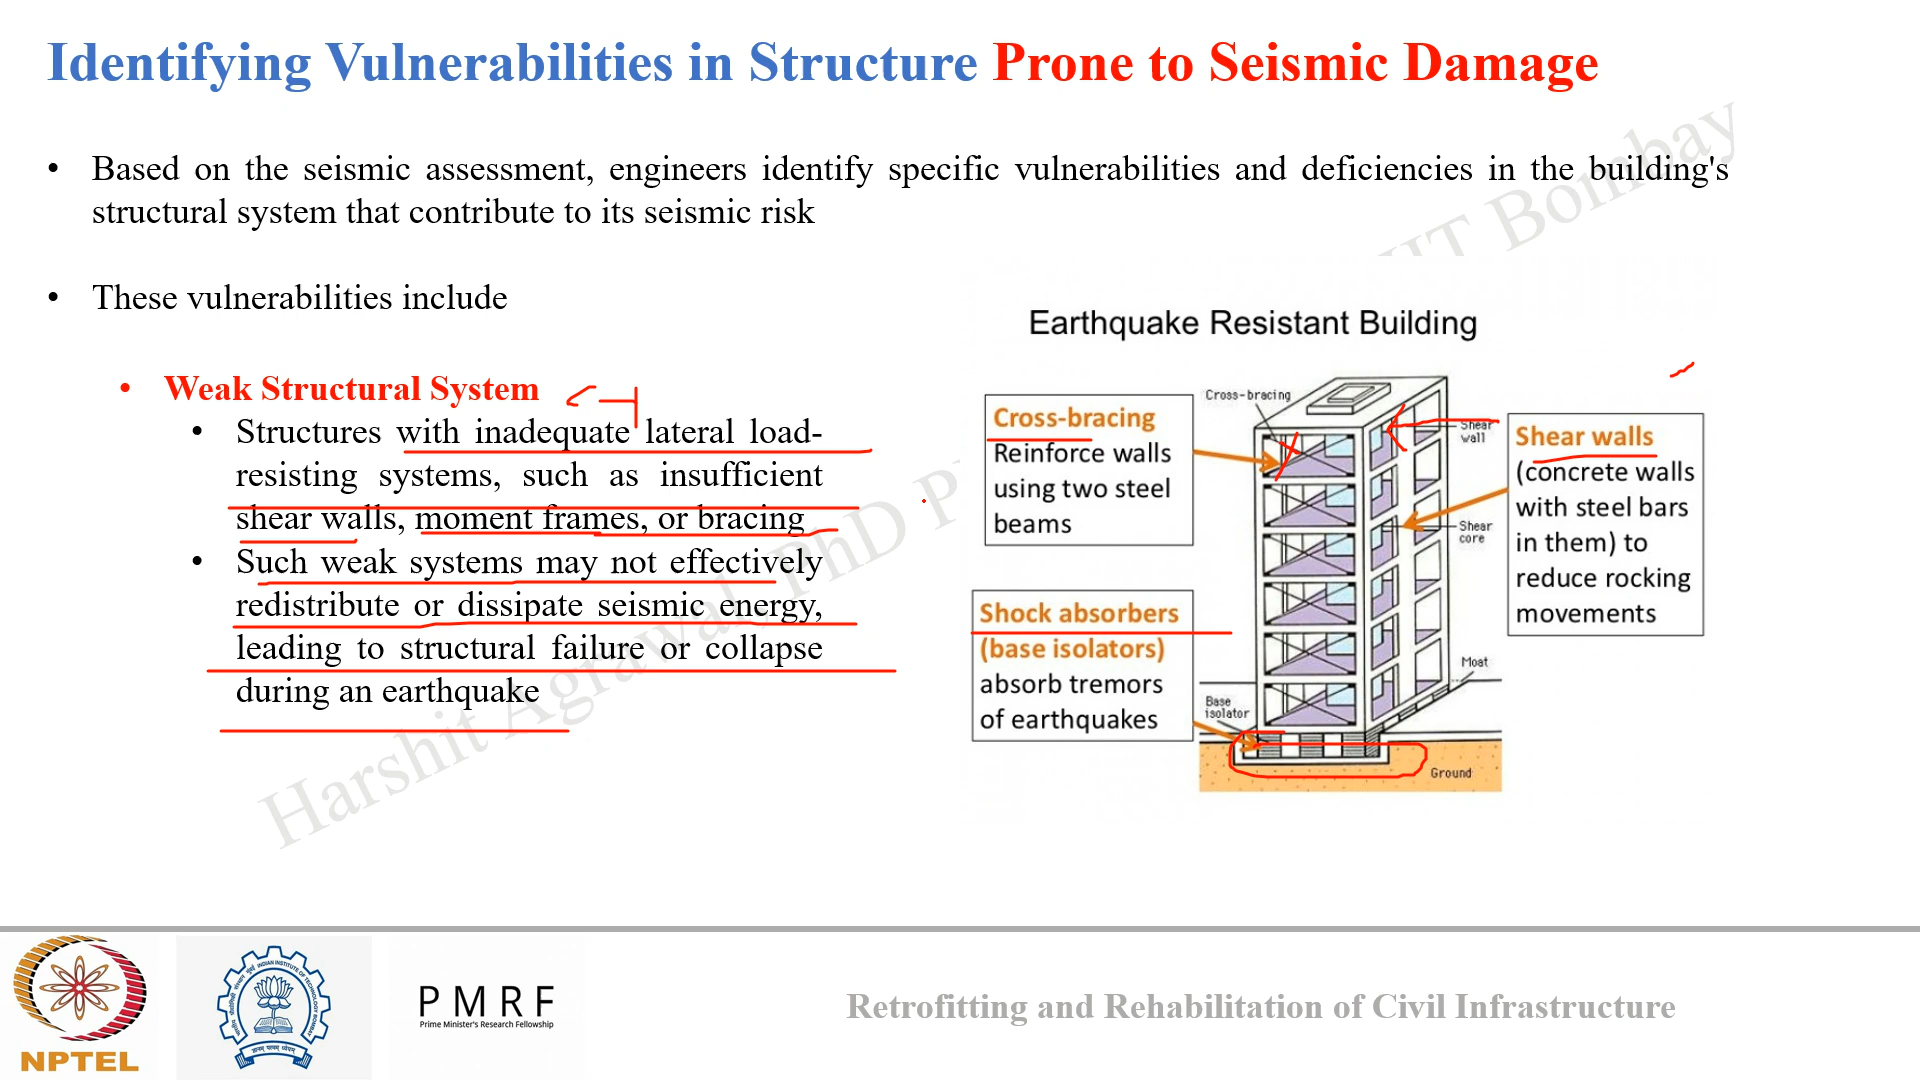 Identifying Vulnerabilities in Structure Prone to Seismic Damage
• Based on the seismic assessment, engineers identify specific vulnerabilities and deficiencies in the building's
structural system that contribute to its seismic risk
• These vulnerabilities include
• Weak Structural System
• Structures with inadequate lateral load-
resisting systems, such as insufficient
shear walls, moment frames, or bracing
• Such weak systems may not effectively
redistribute or dissipate seismic energy,
leading to structural failure or collapse
during an earthquake
Earthquake Resistant Building
Cross-bracing
Reinforce walls
using two steel
beams
Shock absorbers
(base isolators)
absorb tremors
of earthquakes
Cross-bracing
Shear
wall
Shear
core
Moat
Base
isolator
Ground
Shear walls
(concrete walls
with steel bars
in them) to
reduce rocking
movements
Harshit Agrawal, PhD
IIT Bombay
NPTEL
INDIAN INSTITUTE OF TECHNOLOGY BOMBAY
PMRF
Prime Minister's Research Fellowship
Retrofitting and Rehabilitation of Civil Infrastructure